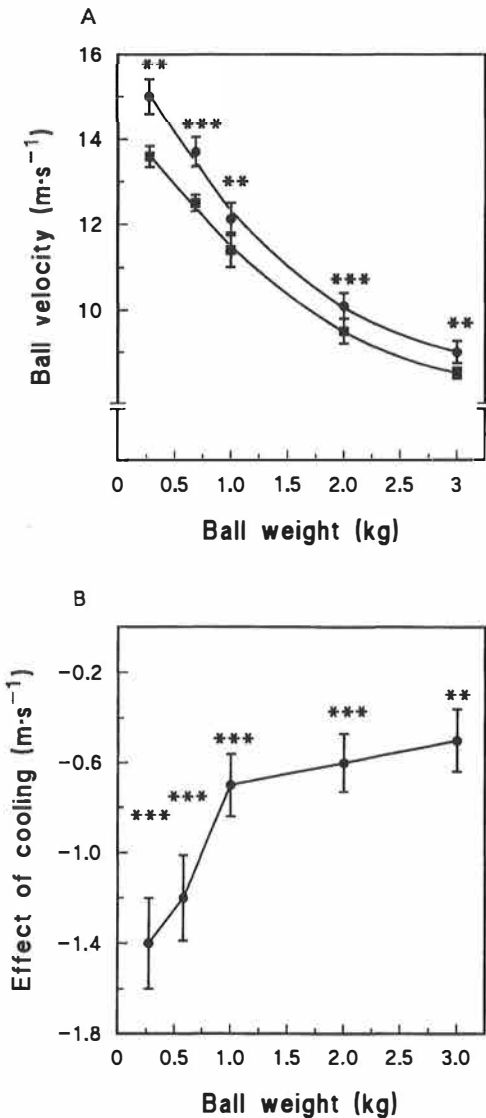 A
16
14
12
10
Ball velocity (m·s⁻¹)
**
***
**
***
**
0 0.5 1.0 1.5 2.0 2.5 3
Ball weight (kg)
B
-0.2
-0.6
-1.0
-1.4
-1.8
Effect of cooling (m·s⁻¹)
***
***
***
***
**
0 0.5 1.0 1.5 2.0 2.5 3.0
Ball weight (kg)